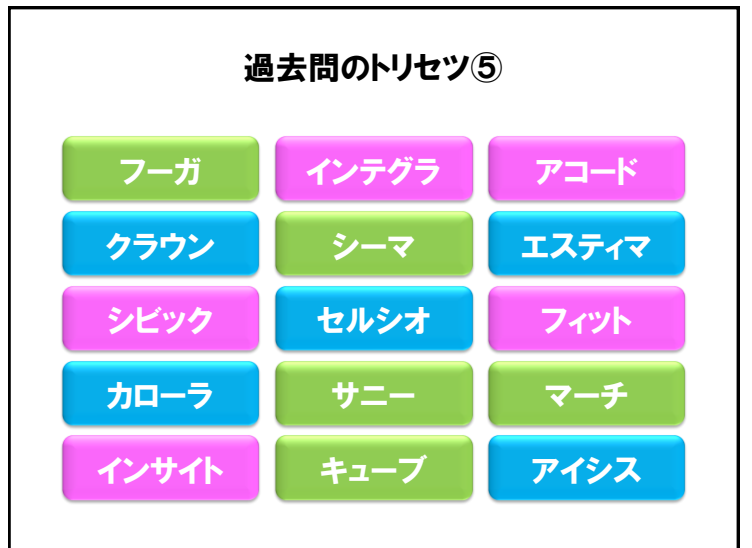 過去問のトリセツ⑤
フーガ インテグラ アコード
クラウン シーマ エスティマ
シビック セルシオ フィット
カローラ サニー マーチ
インサイト キューブ アイシス